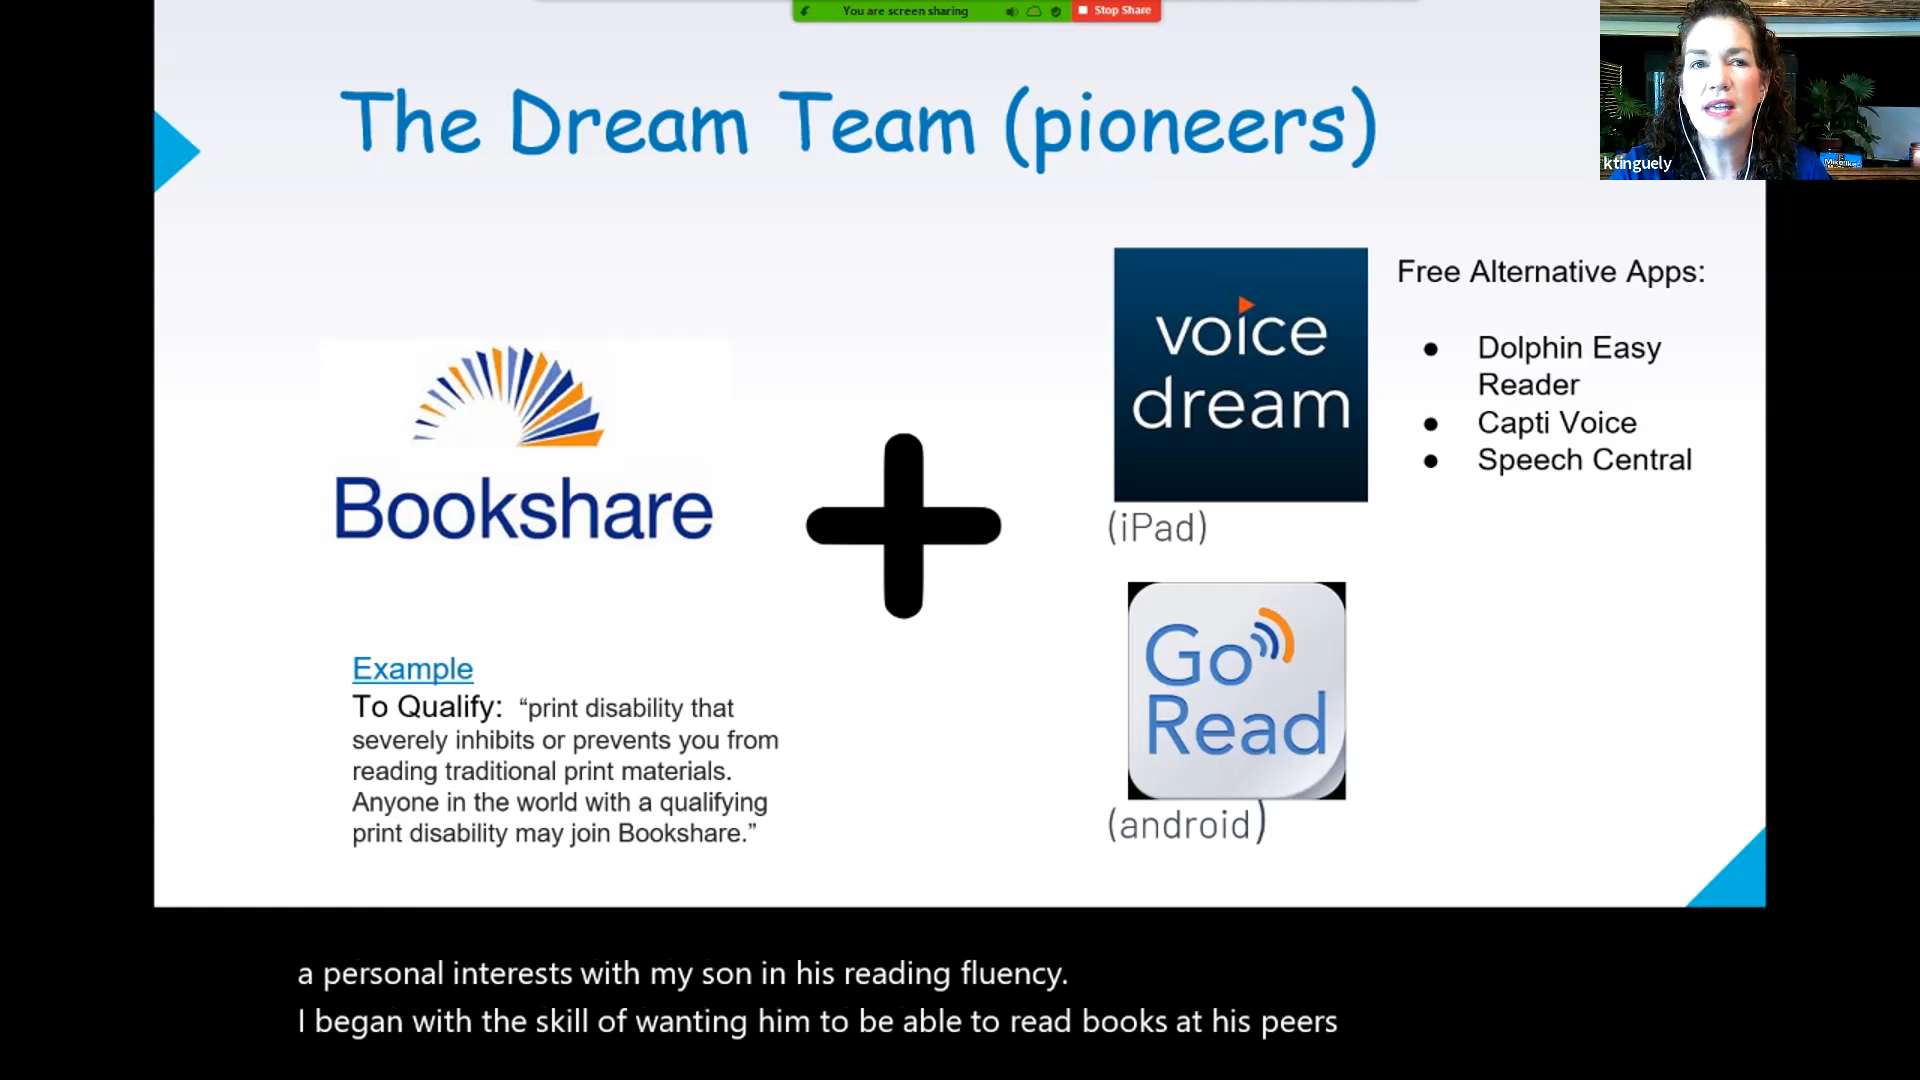 You are screen sharing
Stop Share
The Dream Team (pioneers)
ktinguely
Bookshare
voice
dream
(iPad)
Go
Read
(android)
Free Alternative Apps:
● Dolphin Easy
Reader
● Capti Voice
● Speech Central
Example
To Qualify: “print disability that
severely inhibits or prevents you from
reading traditional print materials.
Anyone in the world with a qualifying
print disability may join Bookshare.”
a personal interests with my son in his reading fluency.
I began with the skill of wanting him to be able to read books at his peers